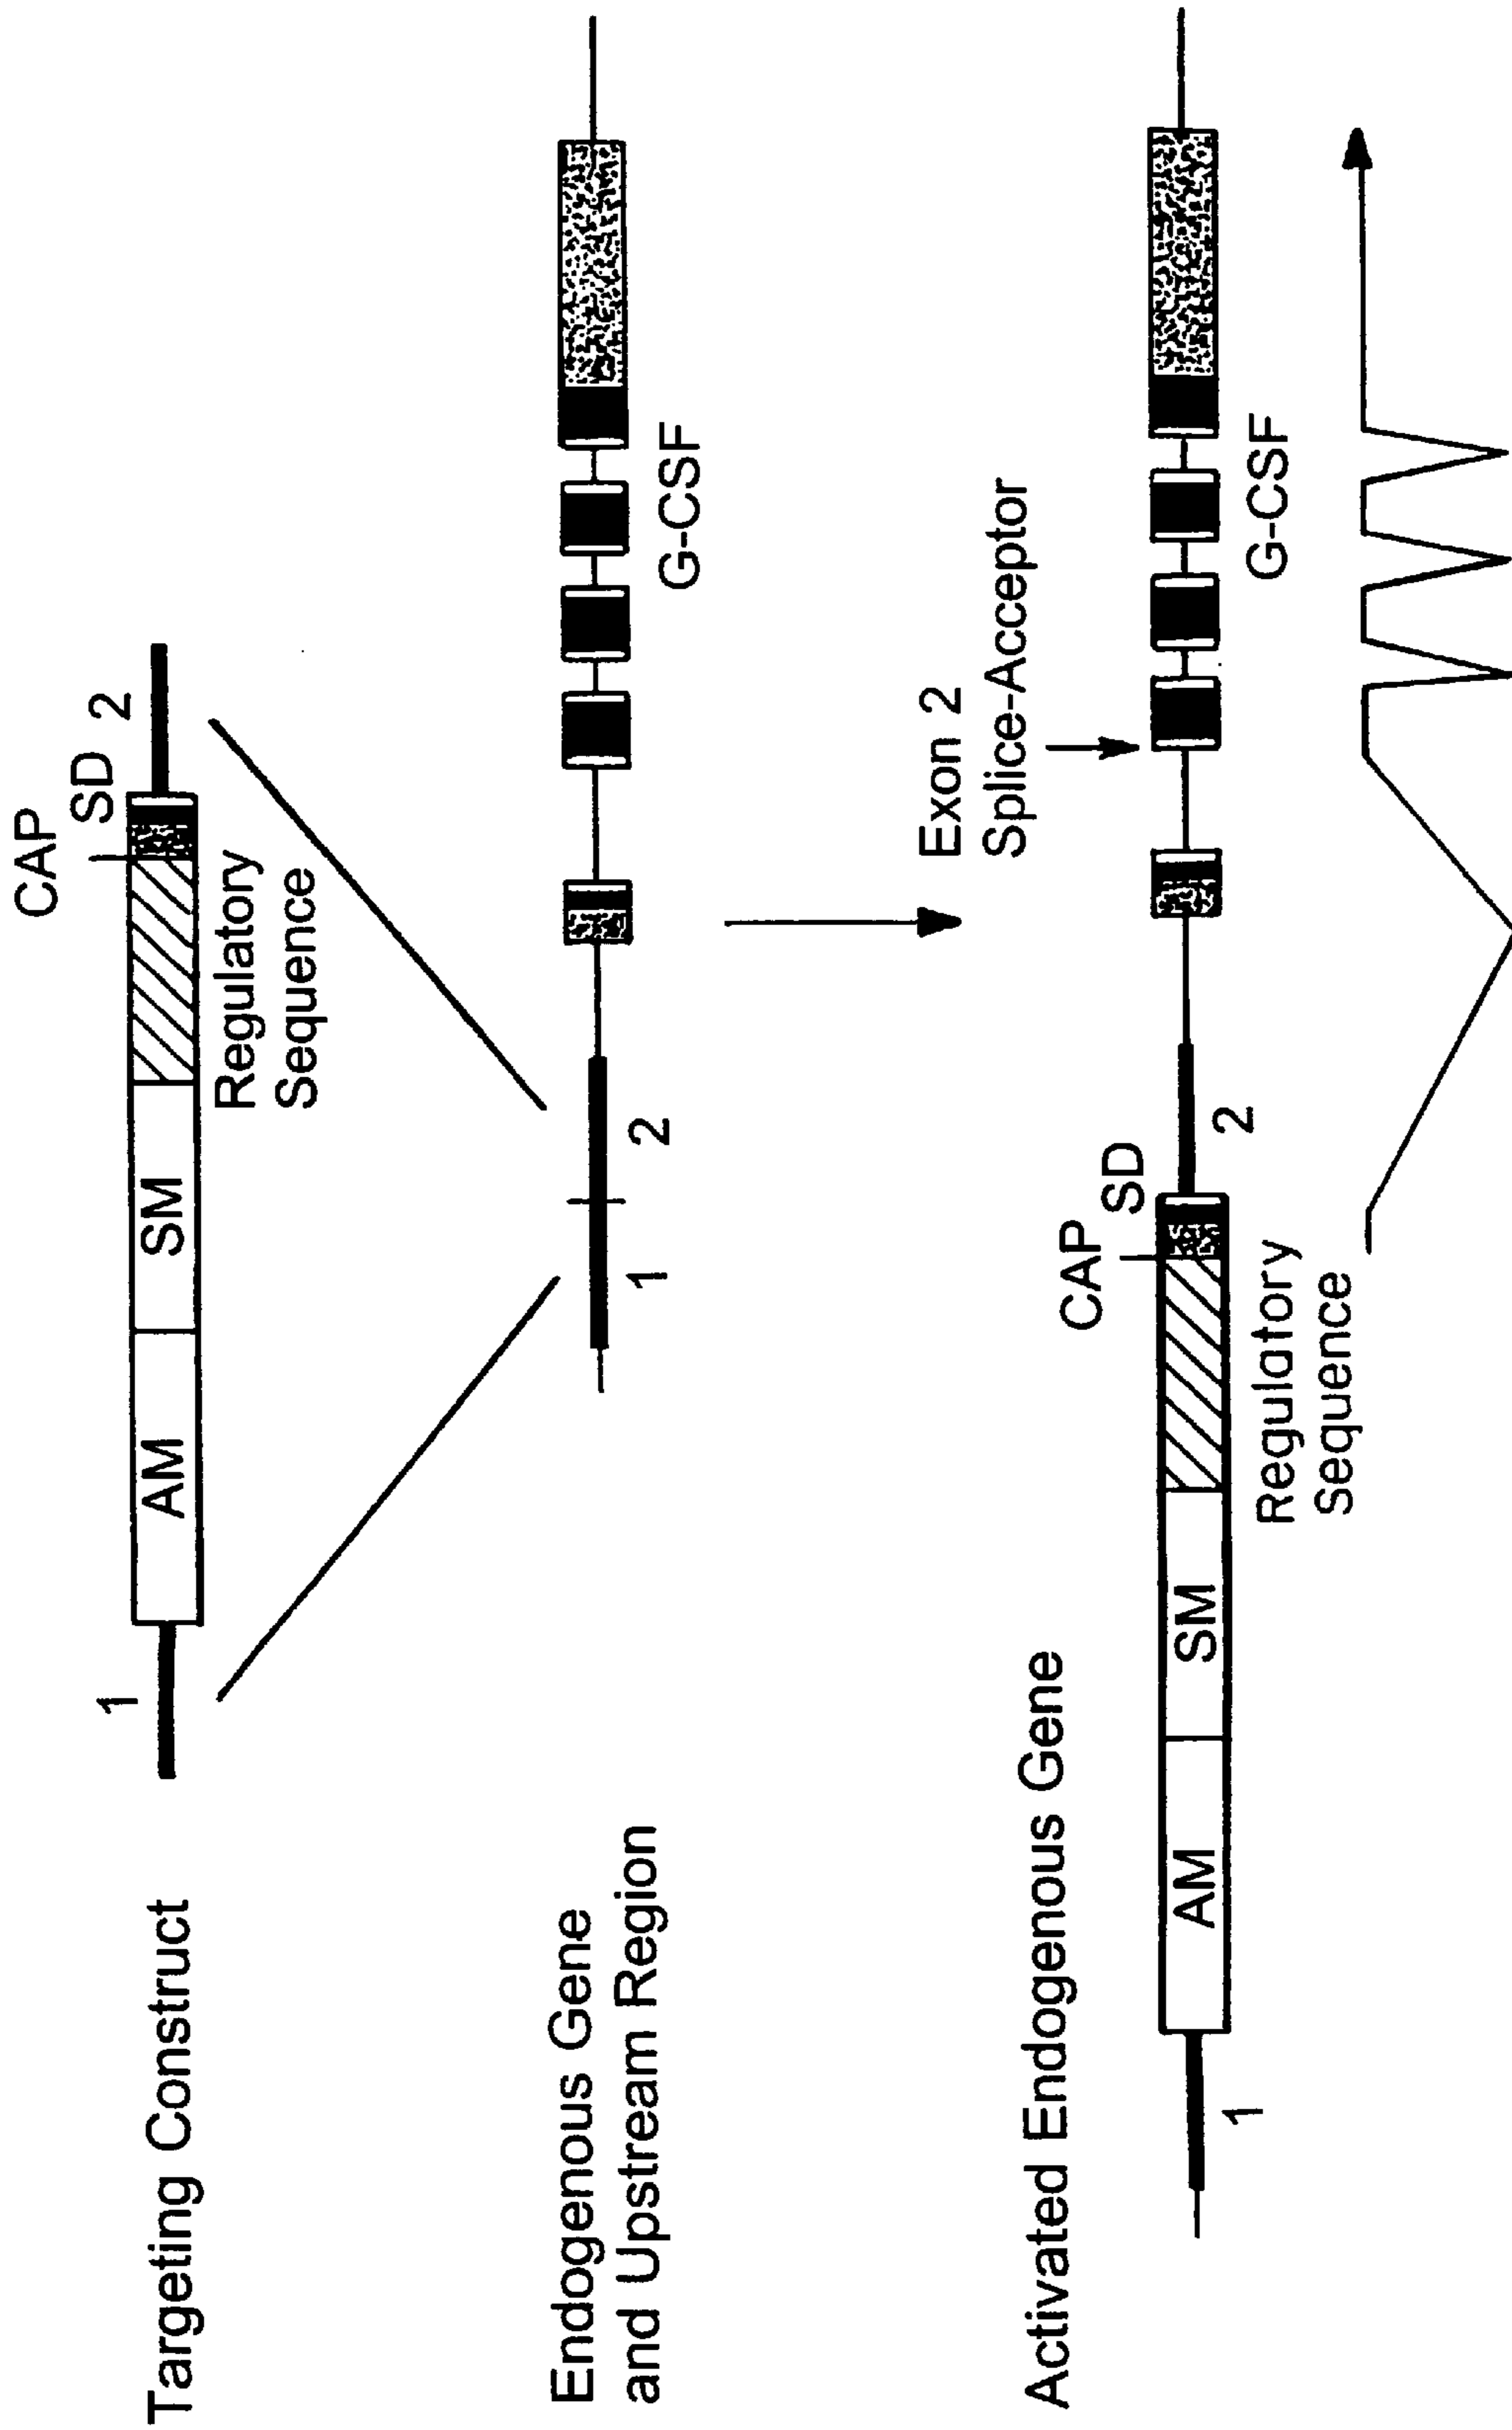 CAP
SD
1
2
AM
SM
Targeting Construct
Regulatory
Sequence
Endogenous Gene
and Upstream Region
1
2
G-CSF
Exon 2
Splice-Acceptor
Activated Endogenous Gene
CAP
SD
AM
SM
1
2
G-CSF
Regulatory
Sequence